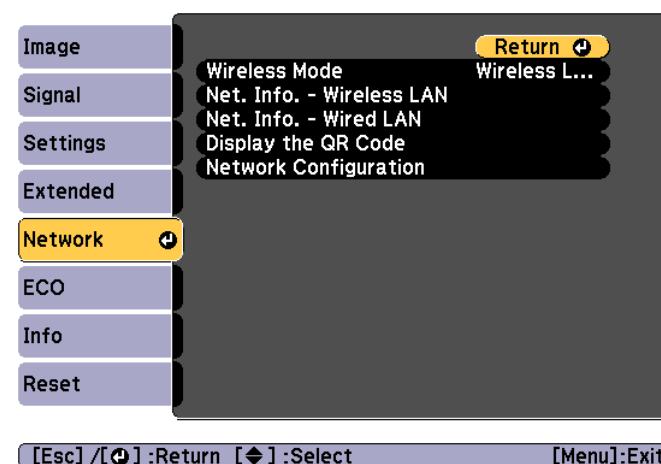 Image
Signal
Settings
Extended
Network
ECO
Info
Reset
Return
Wireless Mode Wireless L...
Net. Info. - Wireless LAN
Net. Info. - Wired LAN
Display the QR Code
Network Configuration
[Esc] /[ ] :Return [ ] :Select [Menu]:Exit